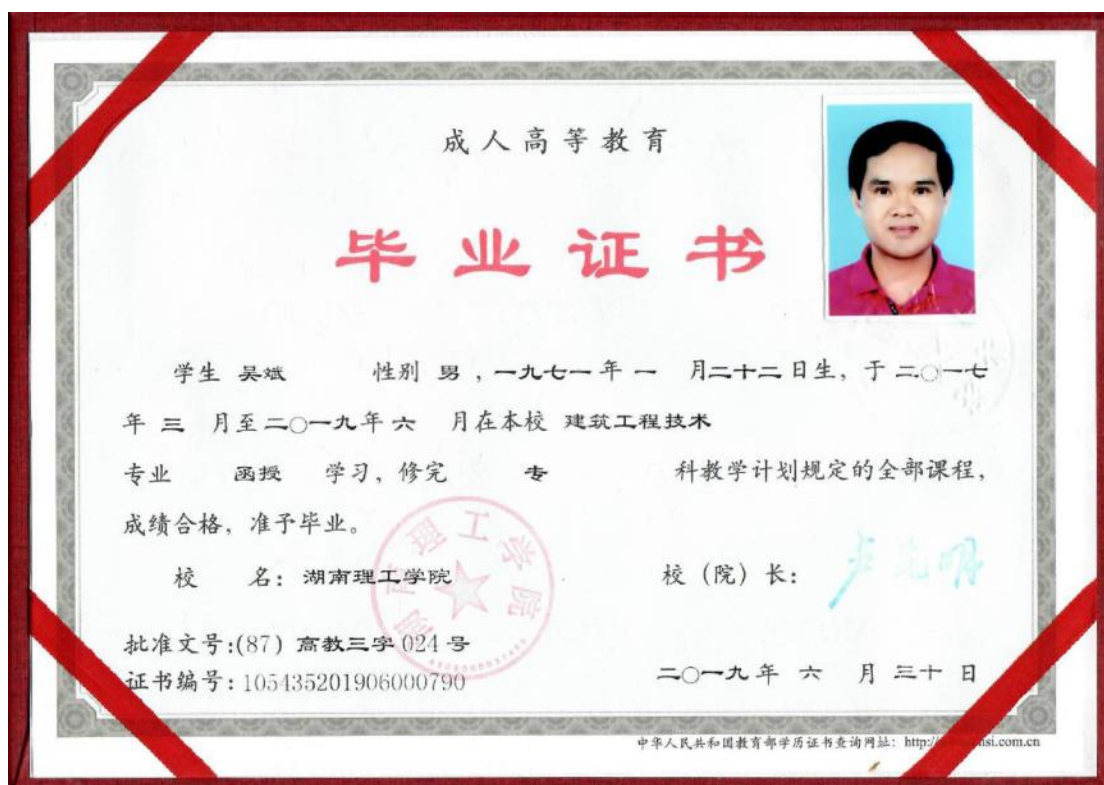 成人高等教育
毕业证书
学生 吴斌 性别 男 , 一九七一年 一 月二十二日生, 于二〇一七
年 三 月至二〇一九年 六 月在本校 建筑工程技术
专业 函授 学习, 修完 专 科教学计划规定的全部课程,
成绩合格, 准予毕业。
校 名: 湖南理工学院 校(院)长:
湖南理工学院
批准文号:(87) 高教三字 024 号
证书编号: 105435201906000790 二〇一九年 六 月 三十 日
中华人民共和国教育部学历证书查询网址: http://